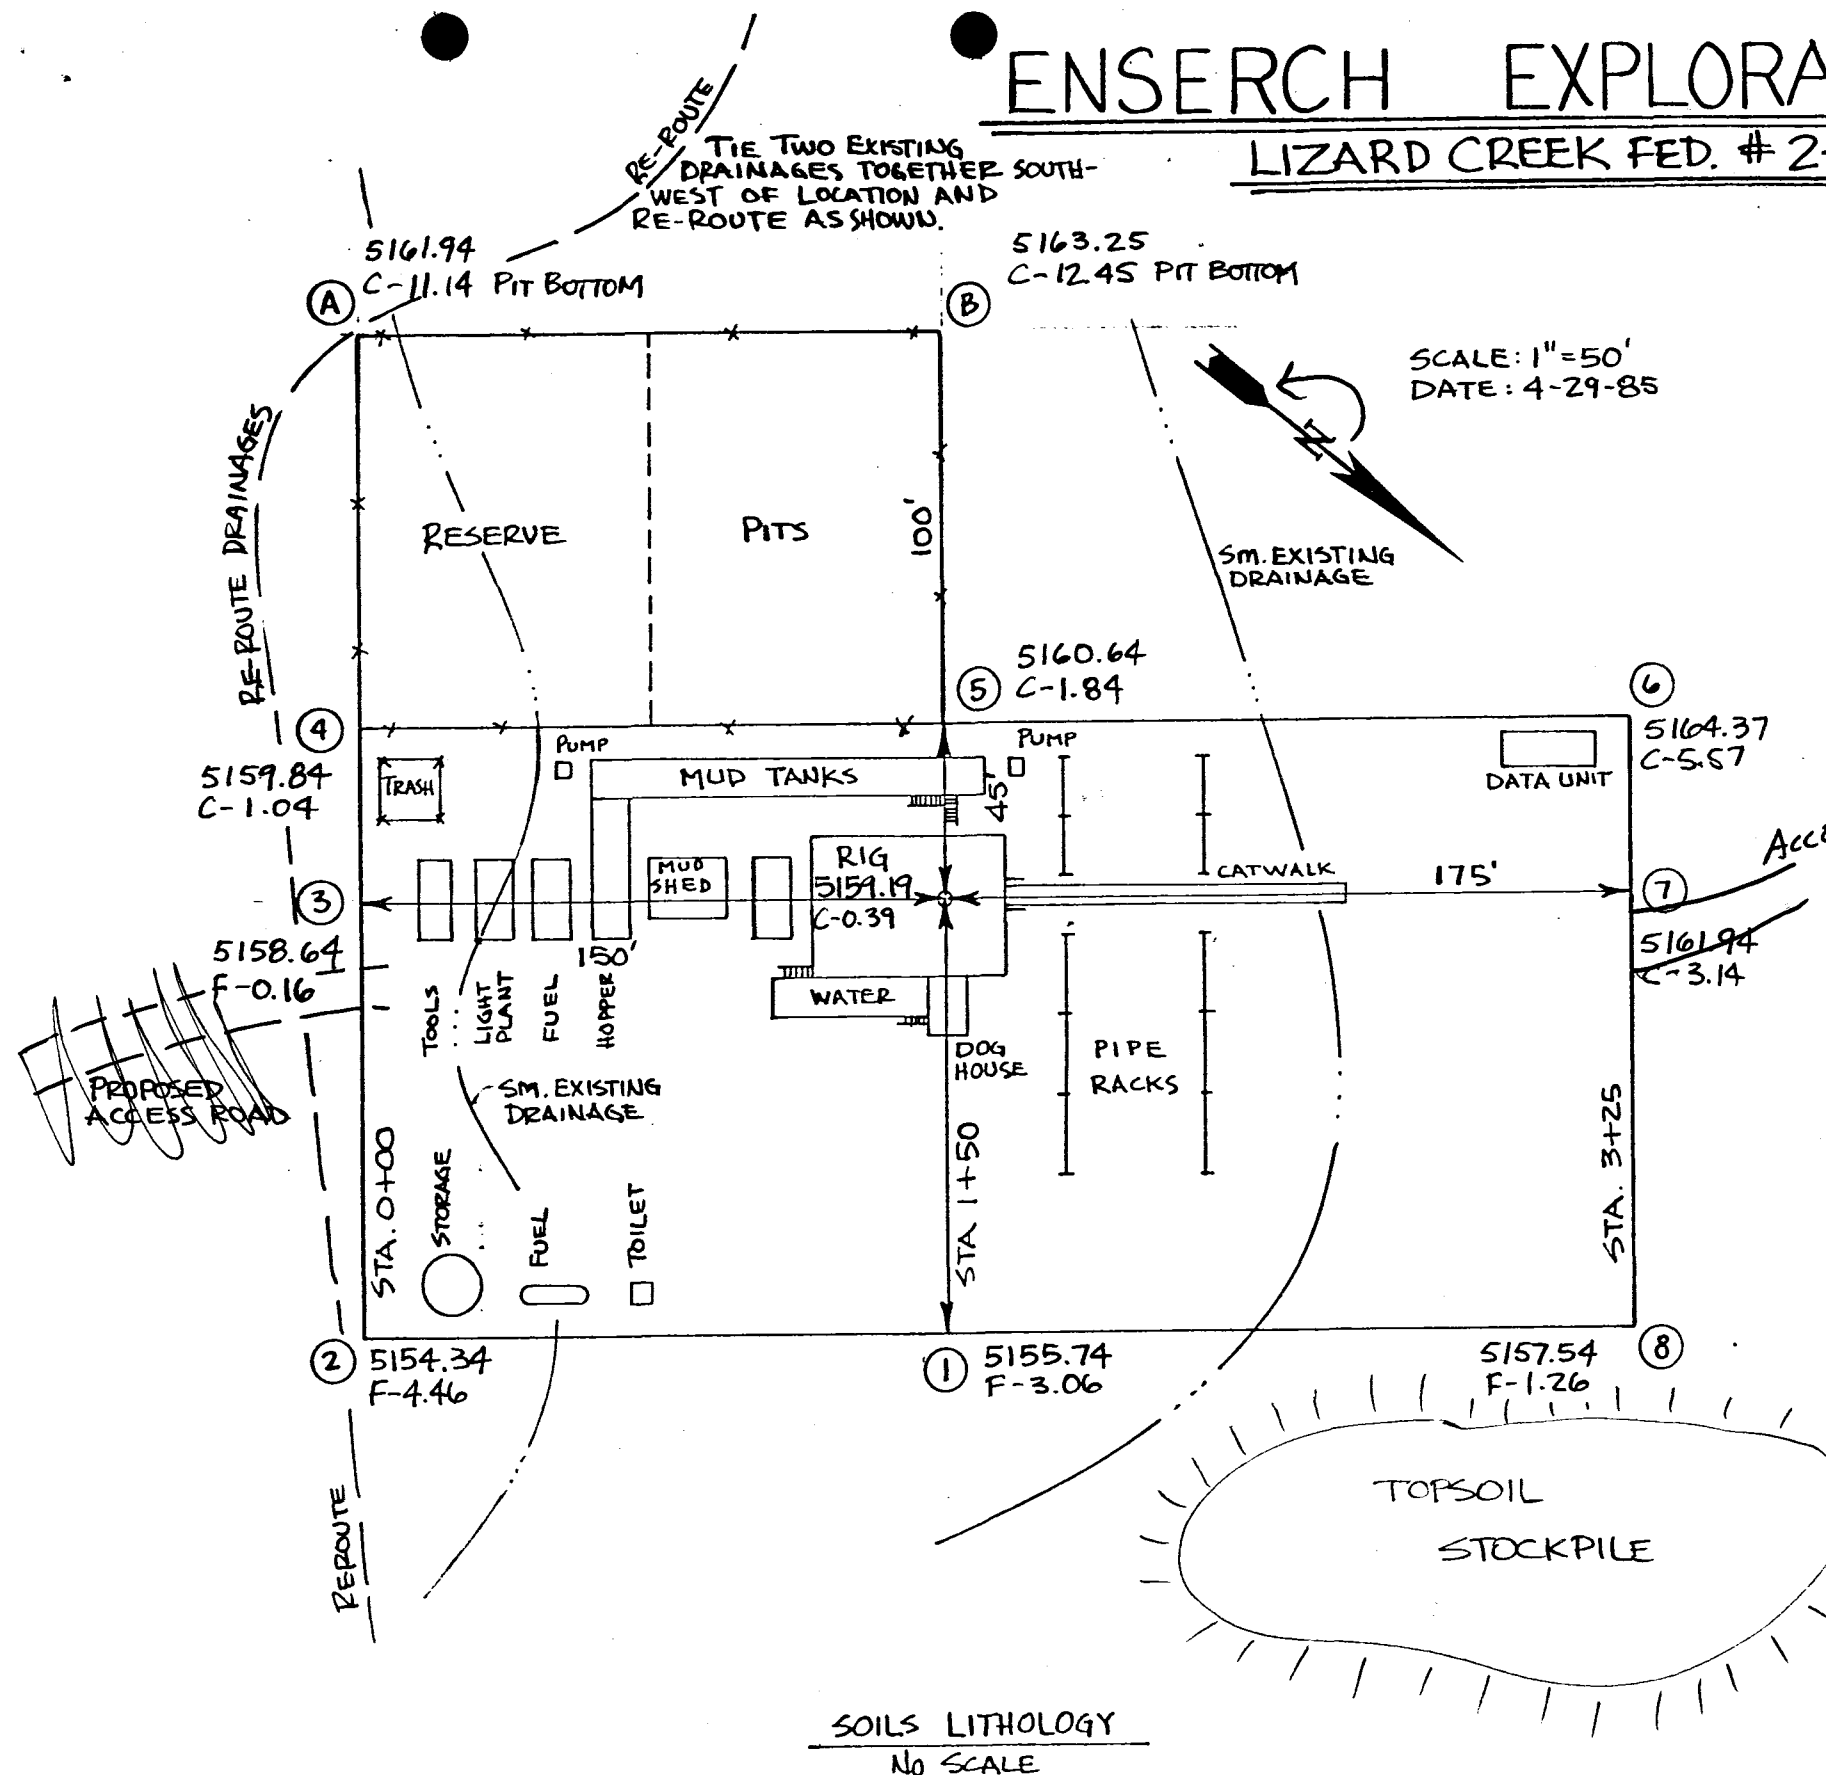 ENSERCH EXPLORA
LIZARD CREEK FED. # 2-
RE-ROUTE
TIE TWO EXISTING
DRAINAGES TOGETHER SOUTH-
WEST OF LOCATION AND
RE-ROUTE AS SHOWN.
5161.94
C-11.14 PIT BOTTOM
A
5163.25
C-12.45 PIT BOTTOM
B
SCALE: 1"=50'
DATE: 4-29-85
N
RE-ROUTE DRAINAGES
RESERVE
PITS
100'
SM. EXISTING
DRAINAGE
5160.64
C-1.84
5
6
5164.37
C-5.57
4
5159.84
C-1.04
TRASH
PUMP
MUD TANKS
45'
PUMP
DATA UNIT
RIG
5159.19
C-0.39
MUD
SHED
CATWALK
175'
ACCE
3
7
5158.64
F-0.16
150'
5161.94
C-3.14
TOOLS
LIGHT
PLANT
FUEL
HOPPER
WATER
DOG
HOUSE
PIPE
RACKS
PROPOSED
ACCESS ROAD
SM. EXISTING
DRAINAGE
STA. 0+00
STORAGE
FUEL
TOILET
STA 1+50
STA. 3+25
2
5154.34
F-4.46
1
5155.74
F-3.06
5157.54
F-1.26
8
REROUTE
TOPSOIL
STOCKPILE
SOILS LITHOLOGY
No SCALE